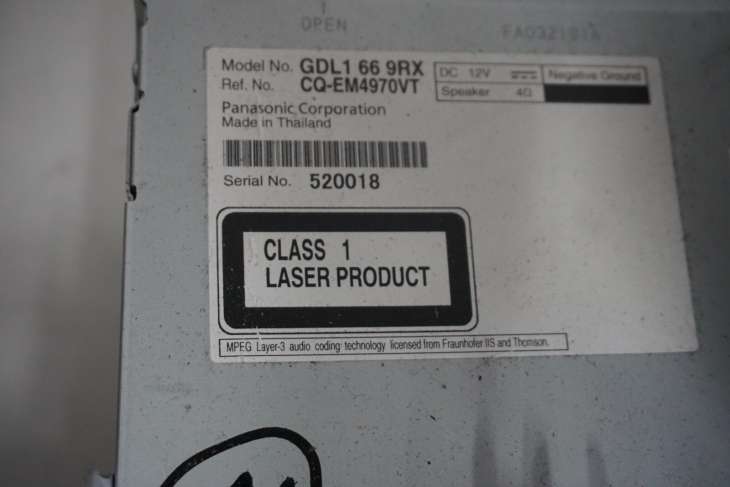 OPEN
FA032181A
Model No. GDL1 66 9RX
Ref. No. CQ-EM4970VT
DC 12V Negative Ground
Speaker 4Ω
Panasonic Corporation
Made in Thailand
Serial No. 520018
CLASS 1
LASER PRODUCT
MPEG Layer-3 audio coding technology licensed from Fraunhofer IIS and Thomson.